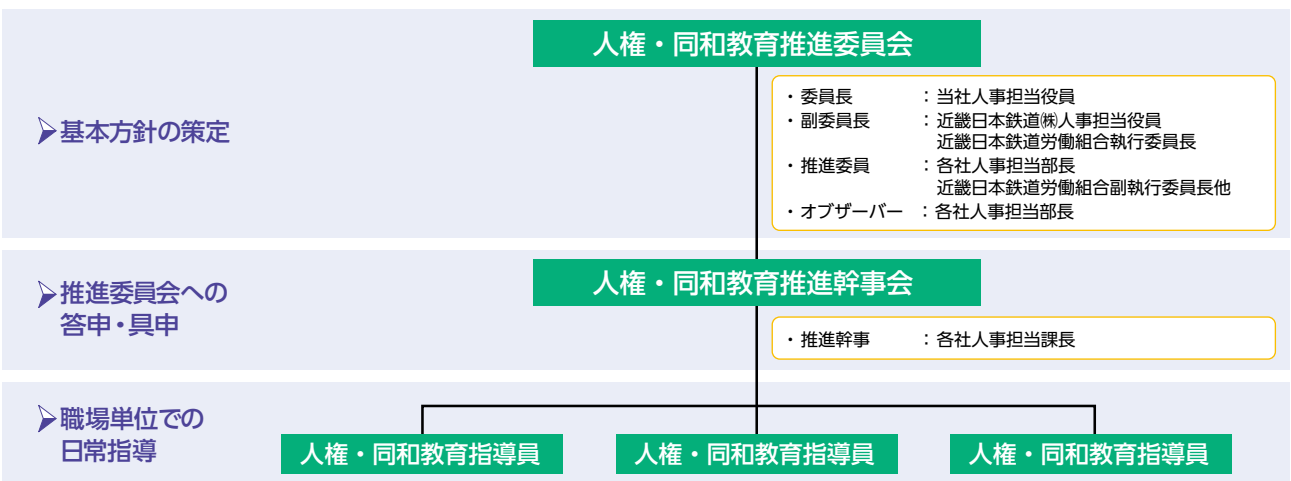 人権・同和教育推進委員会
➢基本方針の策定
・委員長 ：当社人事担当役員
・副委員長 ：近畿日本鉄道㈱人事担当役員
近畿日本鉄道労働組合執行委員長
・推進委員 ：各社人事担当部長
近畿日本鉄道労働組合副執行委員長他
・オブザーバー ：各社人事担当部長
人権・同和教育推進幹事会
➢推進委員会への
答申・具申
・推進幹事 ：各社人事担当課長
➢職場単位での
日常指導
人権・同和教育指導員
人権・同和教育指導員
人権・同和教育指導員